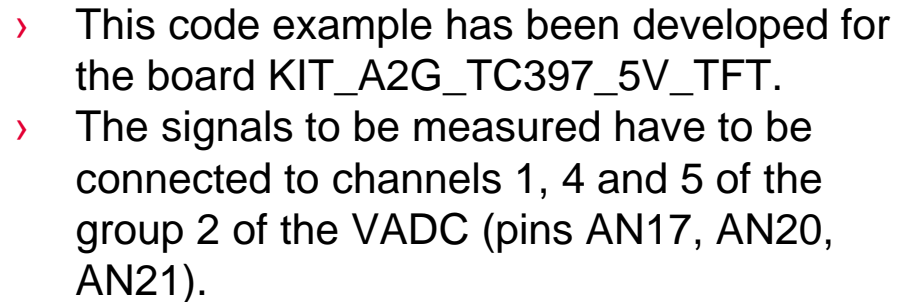 › This code example has been developed for
the board KIT_A2G_TC397_5V_TFT.
› The signals to be measured have to be
connected to channels 1, 4 and 5 of the
group 2 of the VADC (pins AN17, AN20,
AN21).